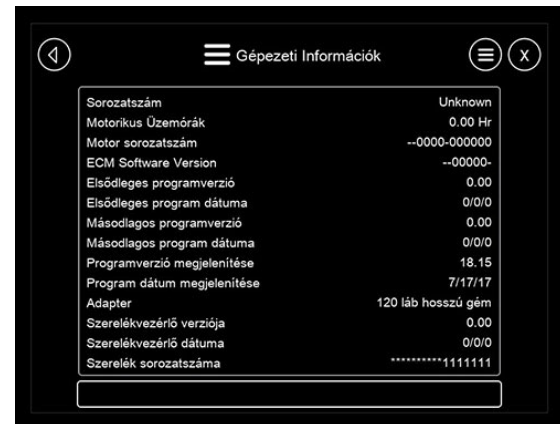 Gépezeti Információk
X
Sorozatszám Unknown
Motorikus Üzemórák 0.00 Hr
Motor sorozatszám --0000-000000
ECM Software Version --00000-
Elsődleges programverzió 0.00
Elsődleges program dátuma 0/0/0
Másodlagos programverzió 0.00
Másodlagos program dátuma 0/0/0
Programverzió megjelenítése 18.15
Program dátum megjelenítése 7/17/17
Adapter 120 láb hosszú gém
Szerelékvezérlő verziója 0.00
Szerelékvezérlő dátuma 0/0/0
Szerelék sorozatszáma **********1111111